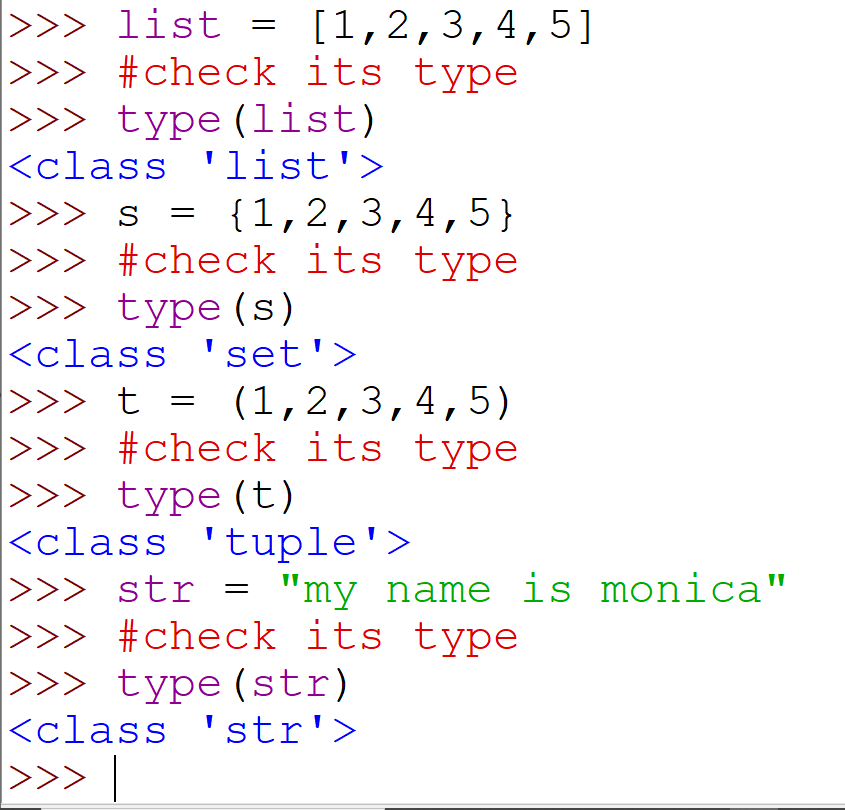 >>> list = [1,2,3,4,5]
>>> #check its type
>>> type(list)
<class 'list'>
>>> s = {1,2,3,4,5}
>>> #check its type
>>> type(s)
<class 'set'>
>>> t = (1,2,3,4,5)
>>> #check its type
>>> type(t)
<class 'tuple'>
>>> str = "my name is monica"
>>> #check its type
>>> type(str)
<class 'str'>
>>>